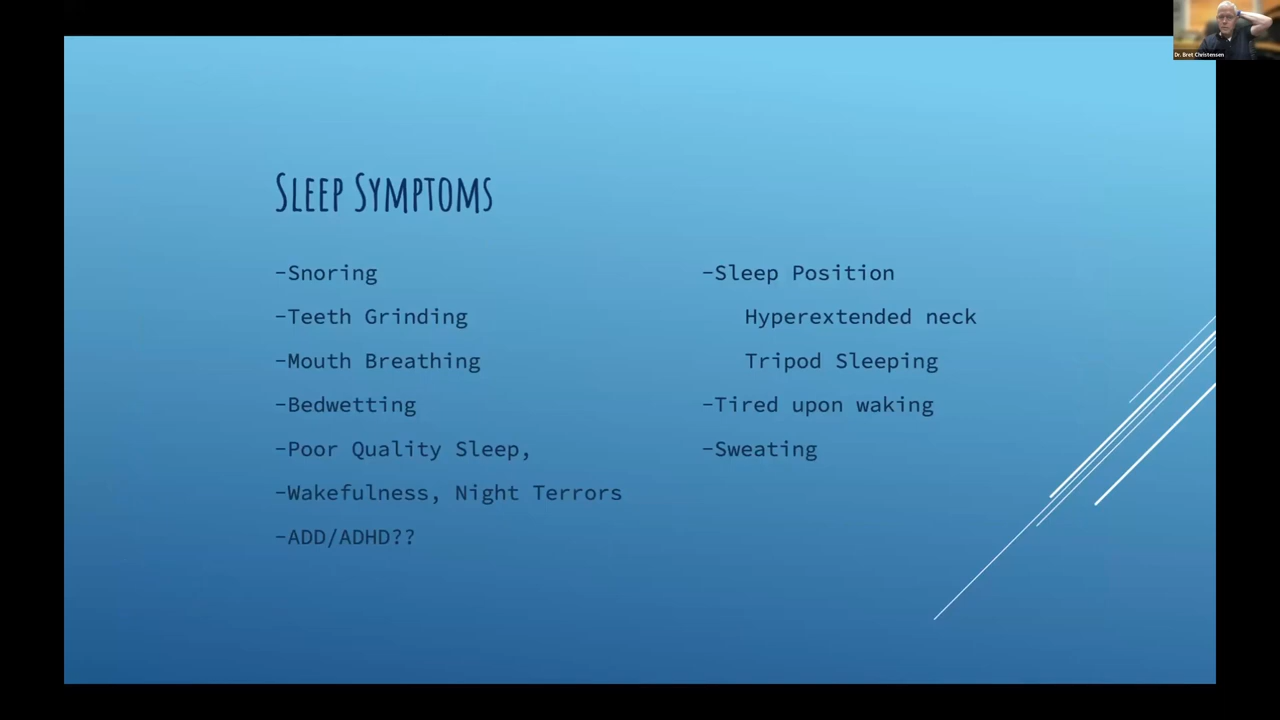 Dr. Bret Christensen
Sleep Symptoms
-Snoring
-Teeth Grinding
-Mouth Breathing
-Bedwetting
-Poor Quality Sleep,
-Wakefulness, Night Terrors
-ADD/ADHD??
-Sleep Position
Hyperextended neck
Tripod Sleeping
-Tired upon waking
-Sweating